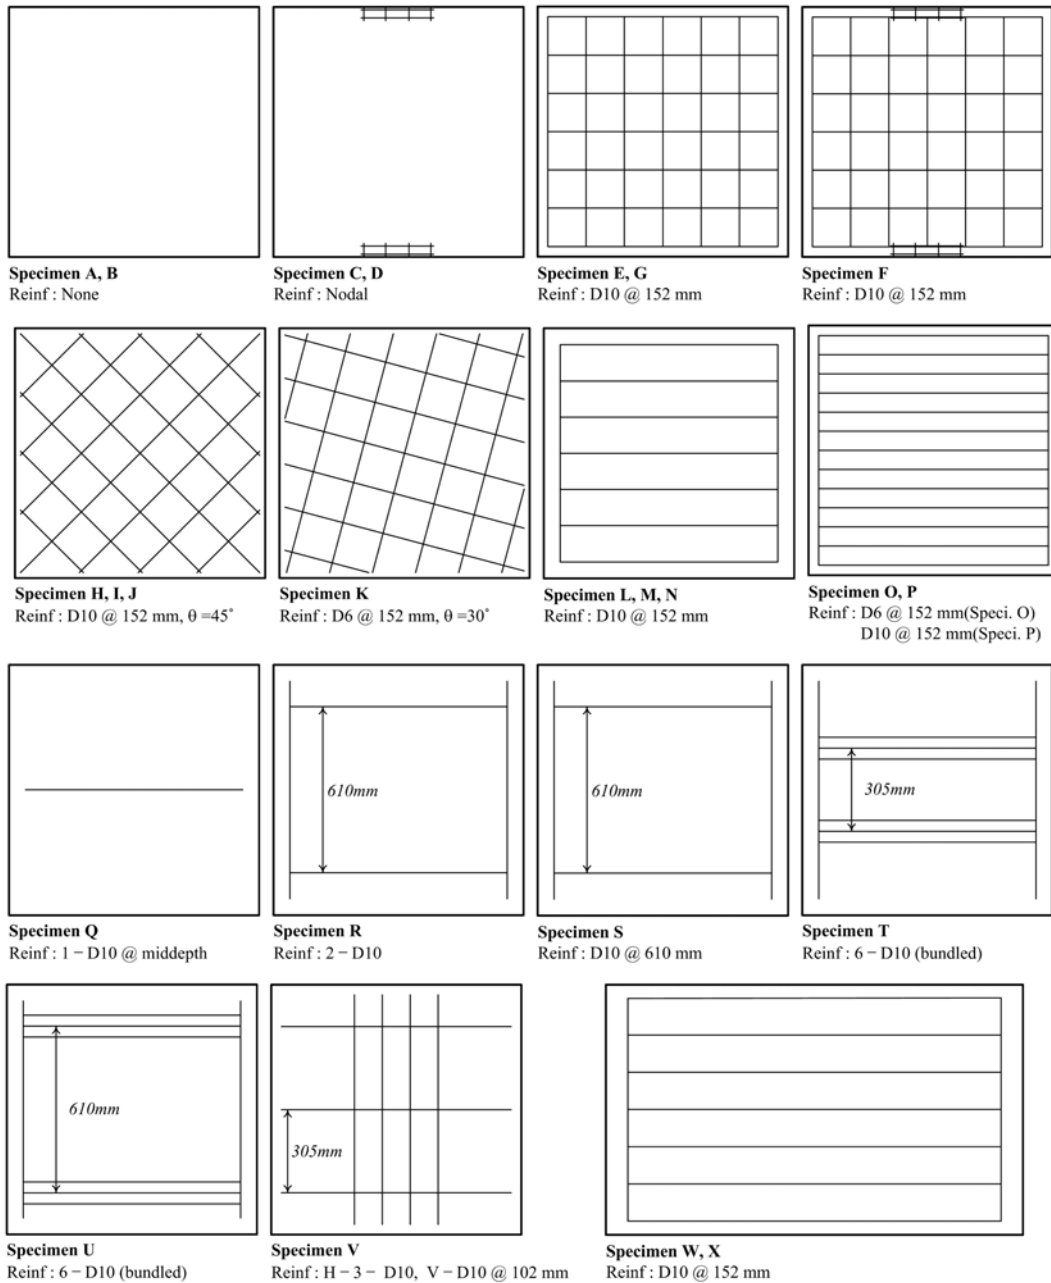 Specimen A, B
Reinf : None
Specimen C, D
Reinf : Nodal
Specimen E, G
Reinf : D10 @ 152 mm
Specimen F
Reinf : D10 @ 152 mm
Specimen H, I, J
Reinf : D10 @ 152 mm, θ =45˚
Specimen K
Reinf : D6 @ 152 mm, θ =30˚
Specimen L, M, N
Reinf : D10 @ 152 mm
Specimen O, P
Reinf : D6 @ 152 mm(Speci. O)
D10 @ 152 mm(Speci. P)
Specimen Q
Reinf : 1 − D10 @ middepth
610mm
Specimen R
Reinf : 2 − D10
610mm
Specimen S
Reinf : D10 @ 610 mm
305mm
Specimen T
Reinf : 6 − D10 (bundled)
610mm
Specimen U
Reinf : 6 − D10 (bundled)
305mm
Specimen V
Reinf : H − 3 − D10, V − D10 @ 102 mm
Specimen W, X
Reinf : D10 @ 152 mm